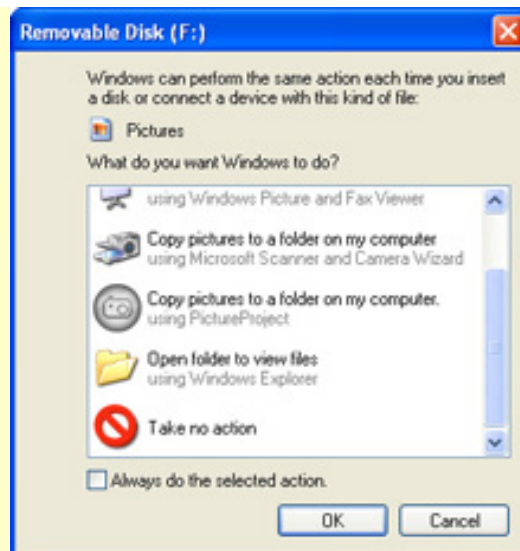 Removable Disk (F:)
Windows can perform the same action each time you insert
a disk or connect a device with this kind of file:
Pictures
What do you want Windows to do?
using Windows Picture and Fax Viewer
Copy pictures to a folder on my computer
using Microsoft Scanner and Camera Wizard
Copy pictures to a folder on my computer.
using PictureProject
Open folder to view files
using Windows Explorer
Take no action
Always do the selected action.
OK
Cancel